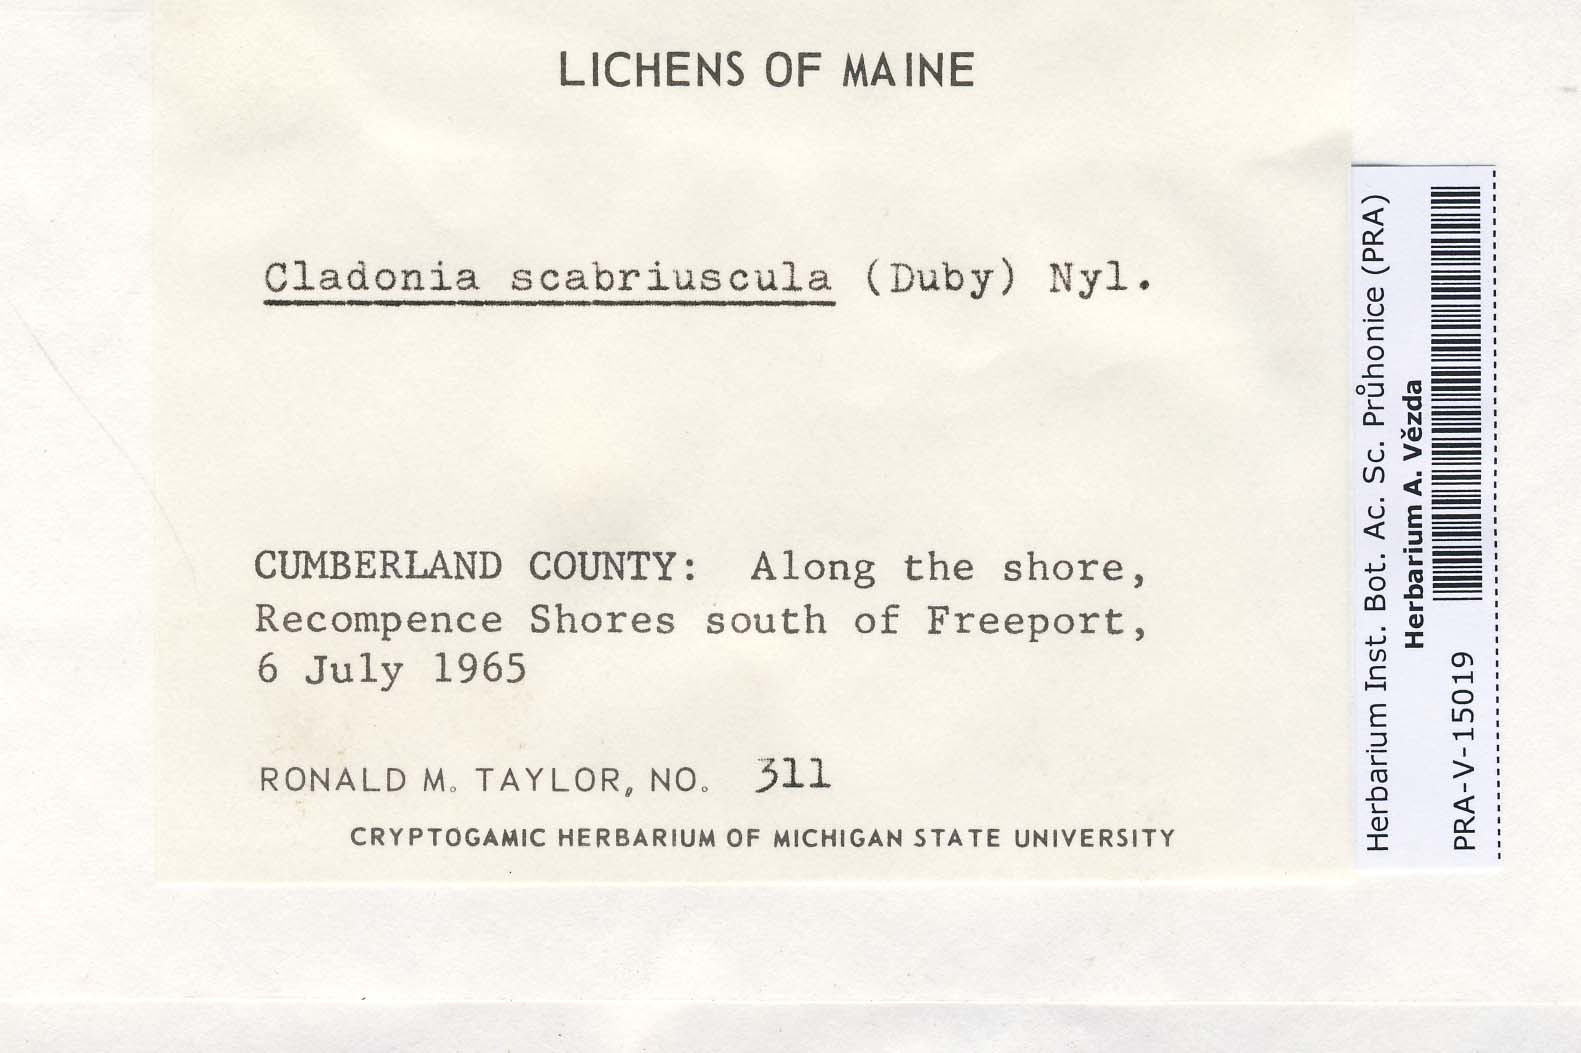 LICHENS OF MAINE
Cladonia scabriuscula (Duby) Nyl.
CUMBERLAND COUNTY: Along the shore,
Recompence Shores south of Freeport,
6 July 1965
RONALD M. TAYLOR, NO. 311
CRYPTOGAMIC HERBARIUM OF MICHIGAN STATE UNIVERSITY
Herbarium Inst. Bot. Ac. Sc. Průhonice (PRA)
Herbarium A. Vězda
PRA-V-15019